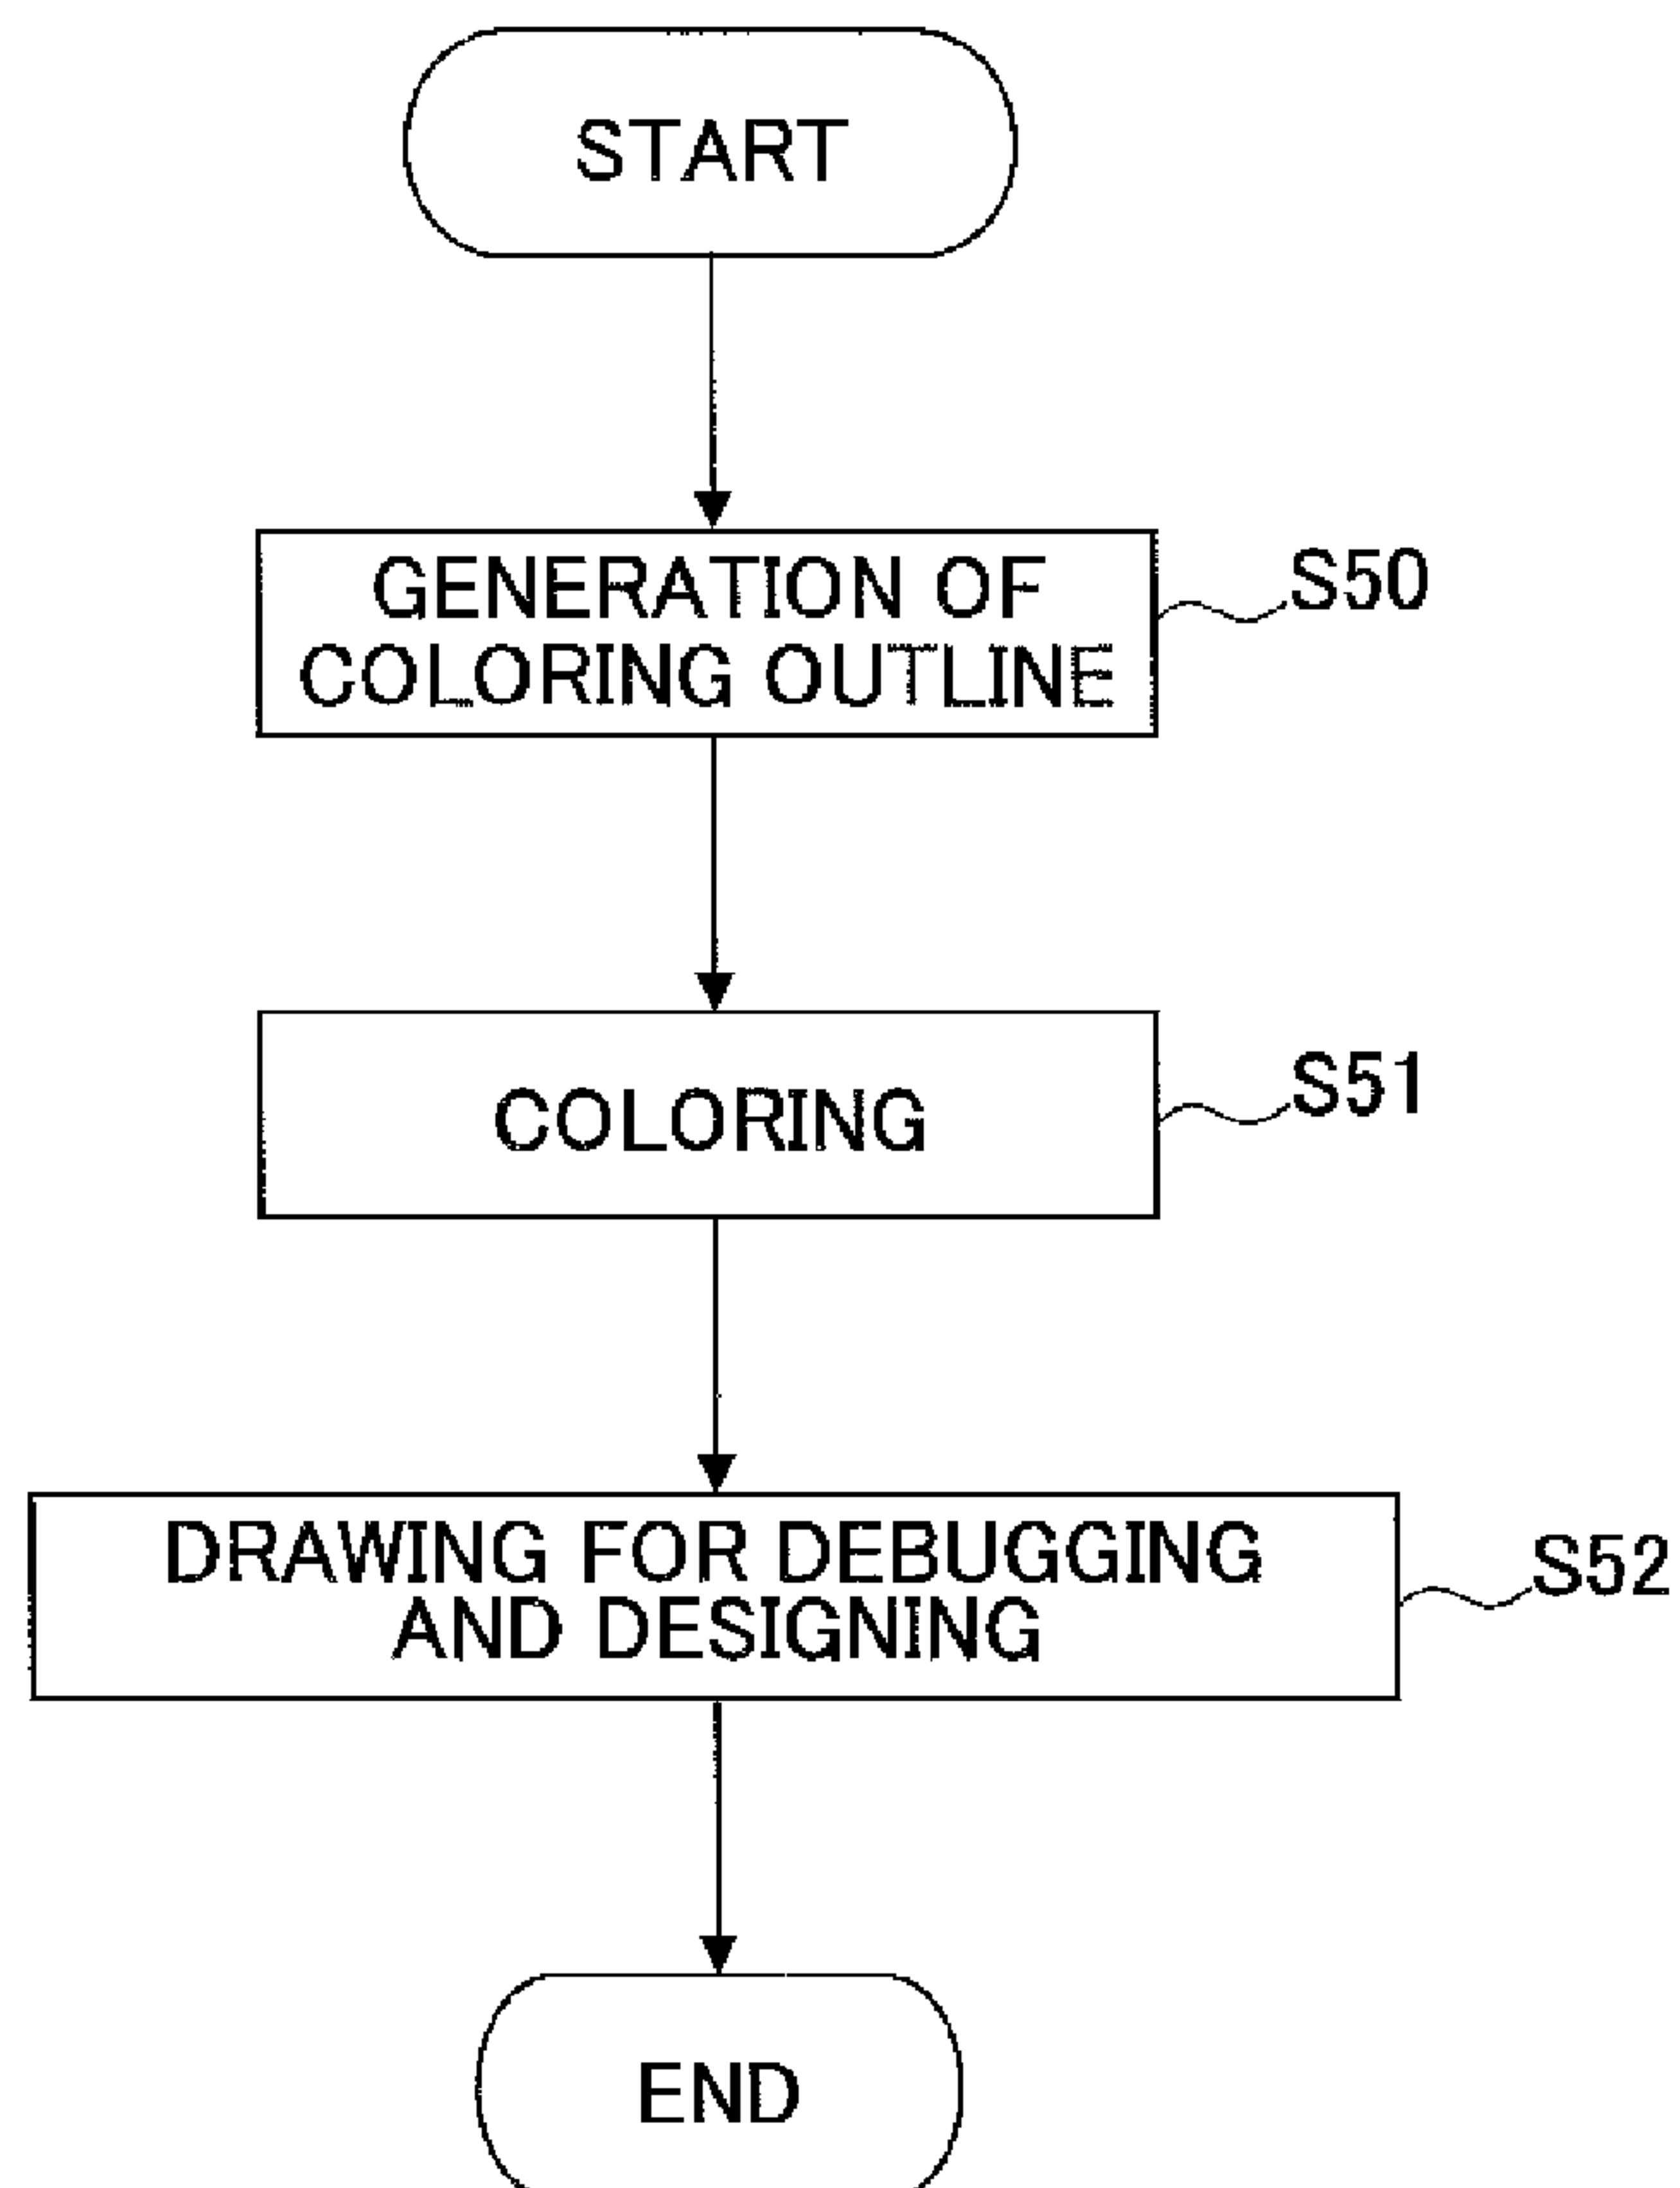 START
GENERATION OF
COLORING OUTLINE
S50
COLORING
S51
DRAWING FOR DEBUGGING
AND DESIGNING
S52
END